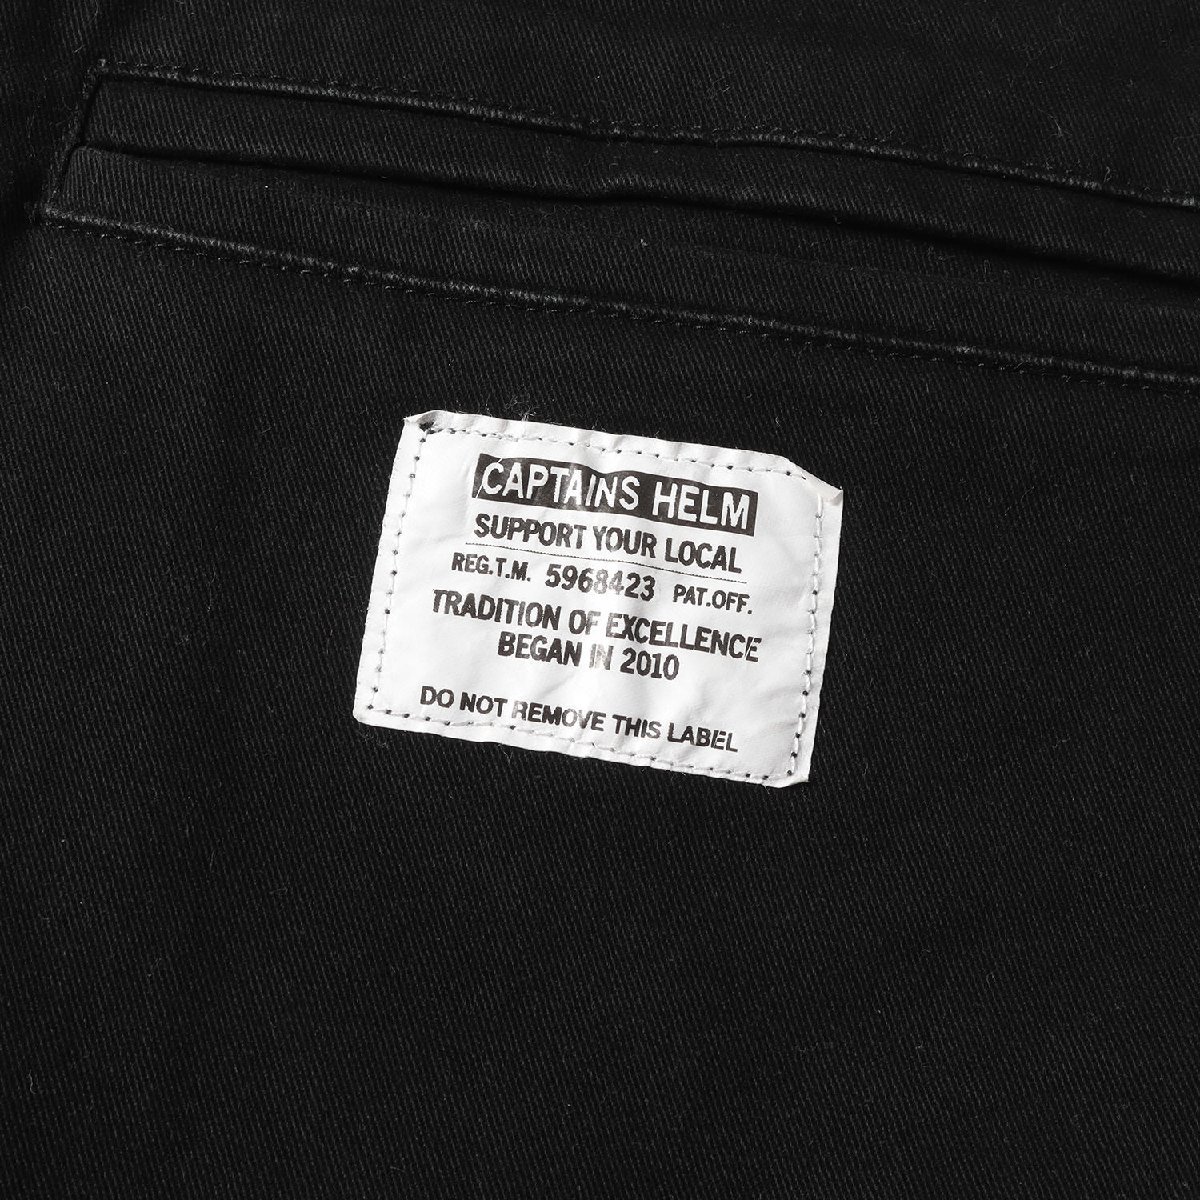 CAPTAINS HELM
SUPPORT YOUR LOCAL
REG.T.M. 5968423 PAT.OFF.
TRADITION OF EXCELLENCE
BEGAN IN 2010
DO NOT REMOVE THIS LABEL